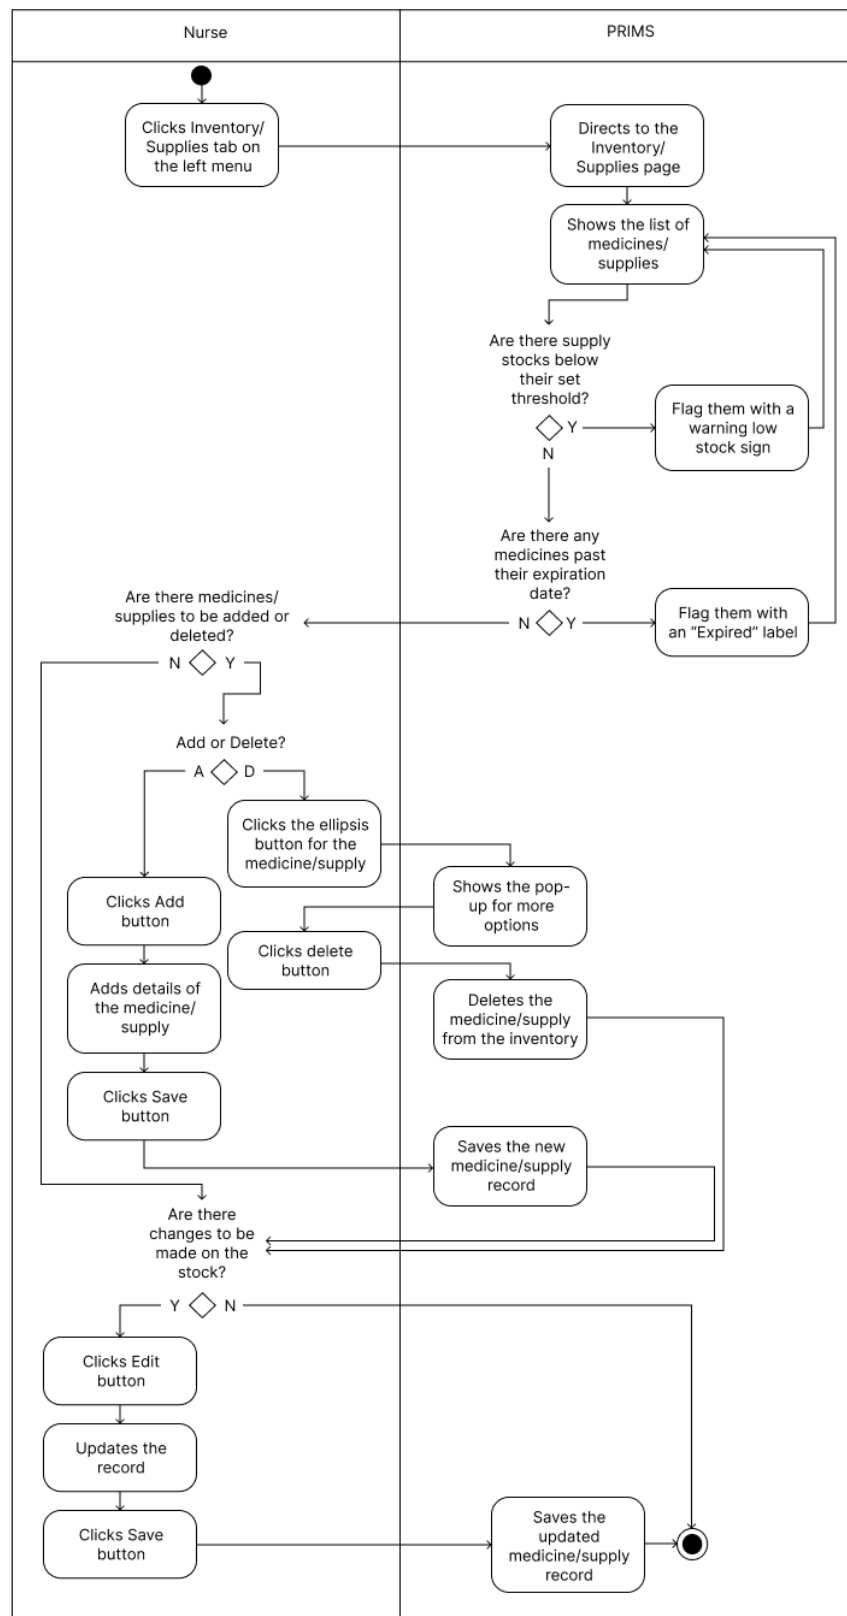 Nurse
PRIMS
Clicks Inventory/
Supplies tab on
the left menu
Directs to the
Inventory/
Supplies page
Shows the list of
medicines/
supplies
Are there supply
stocks below
their set
threshold?
Y
N
Flag them with a
warning low
stock sign
Are there any
medicines past
their expiration
date?
N
Y
Flag them with
an “Expired” label
Are there medicines/
supplies to be added or
deleted?
N
Y
Add or Delete?
A
D
Clicks the ellipsis
button for the
medicine/supply
Shows the pop-
up for more
options
Clicks Add
button
Clicks delete
button
Adds details of
the medicine/
supply
Deletes the
medicine/supply
from the inventory
Clicks Save
button
Saves the new
medicine/supply
record
Are there
changes to be
made on the
stock?
Y
N
Clicks Edit
button
Updates the
record
Clicks Save
button
Saves the
updated
medicine/supply
record